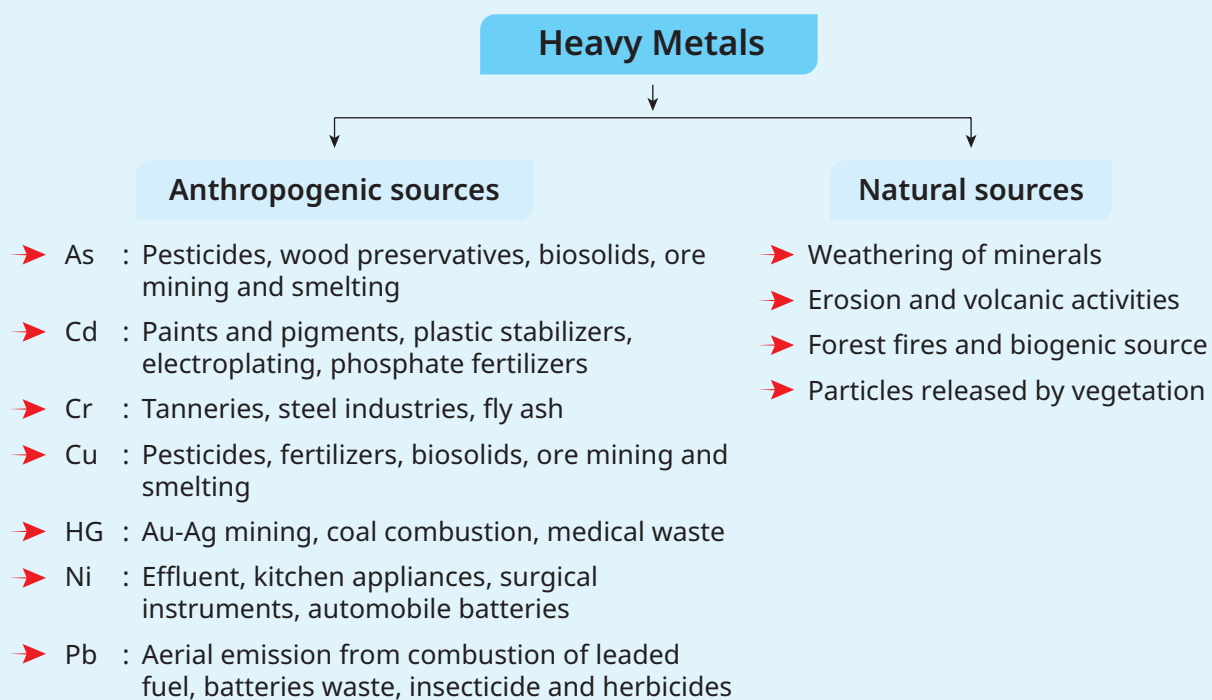 Heavy Metals
Anthropogenic sources
As : Pesticides, wood preservatives, biosolids, ore
mining and smelting
Cd : Paints and pigments, plastic stabilizers,
electroplating, phosphate fertilizers
Cr : Tanneries, steel industries, fly ash
Cu : Pesticides, fertilizers, biosolids, ore mining and
smelting
HG : Au-Ag mining, coal combustion, medical waste
Ni : Effluent, kitchen appliances, surgical
instruments, automobile batteries
Pb : Aerial emission from combustion of leaded
fuel, batteries waste, insecticide and herbicides
Natural sources
Weathering of minerals
Erosion and volcanic activities
Forest fires and biogenic source
Particles released by vegetation